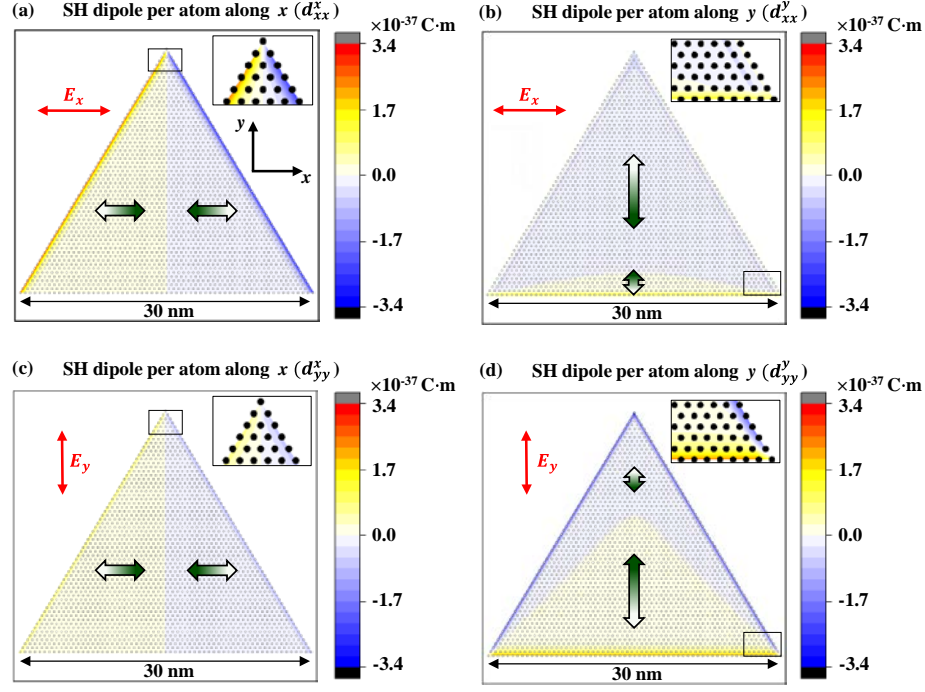 (a) SH dipole per atom along x (d^x_xx)
×10^-37 C·m
3.4
1.7
0.0
-1.7
-3.4
E_x
y
x
30 nm
(b) SH dipole per atom along y (d^y_xx)
×10^-37 C·m
3.4
1.7
0.0
-1.7
-3.4
E_x
30 nm
(c) SH dipole per atom along x (d^x_yy)
×10^-37 C·m
3.4
1.7
0.0
-1.7
-3.4
E_y
30 nm
(d) SH dipole per atom along y (d^y_yy)
×10^-37 C·m
3.4
1.7
0.0
-1.7
-3.4
E_y
30 nm